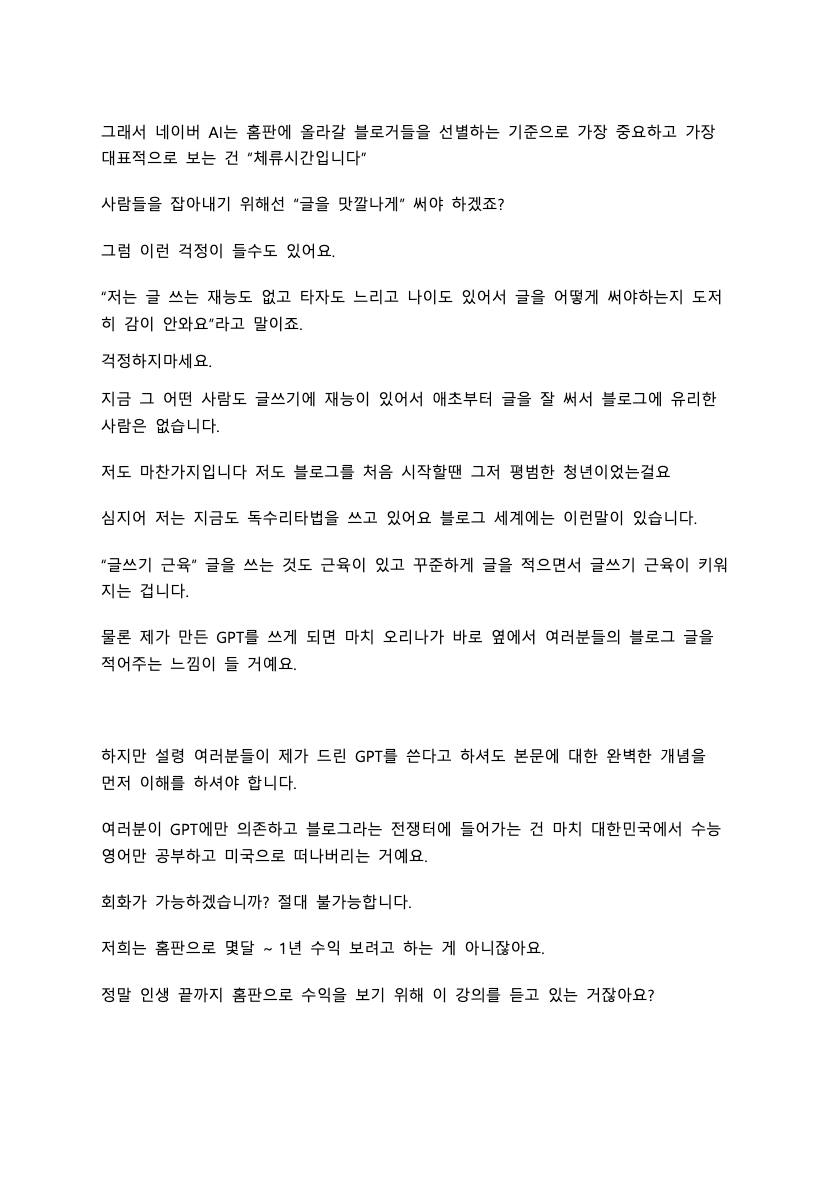 그래서 네이버 AI는 홈판에 올라갈 블로거들을 선별하는 기준으로 가장 중요하고 가장
대표적으로 보는 건 “체류시간입니다”
사람들을 잡아내기 위해선 “글을 맛깔나게” 써야 하겠죠?
그럼 이런 걱정이 들수도 있어요.
“저는 글 쓰는 재능도 없고 타자도 느리고 나이도 있어서 글을 어떻게 써야하는지 도저
히 감이 안와요”라고 말이죠.
걱정하지마세요.
지금 그 어떤 사람도 글쓰기에 재능이 있어서 애초부터 글을 잘 써서 블로그에 유리한
사람은 없습니다.
저도 마찬가지입니다 저도 블로그를 처음 시작할땐 그저 평범한 청년이었는걸요
심지어 저는 지금도 독수리타법을 쓰고 있어요 블로그 세계에는 이런말이 있습니다.
“글쓰기 근육” 글을 쓰는 것도 근육이 있고 꾸준하게 글을 적으면서 글쓰기 근육이 키워
지는 겁니다.
물론 제가 만든 GPT를 쓰게 되면 마치 오리나가 바로 옆에서 여러분들의 블로그 글을
적어주는 느낌이 들 거예요.
하지만 설령 여러분들이 제가 드린 GPT를 쓴다고 하셔도 본문에 대한 완벽한 개념을
먼저 이해를 하셔야 합니다.
여러분이 GPT에만 의존하고 블로그라는 전쟁터에 들어가는 건 마치 대한민국에서 수능
영어만 공부하고 미국으로 떠나버리는 거예요.
회화가 가능하겠습니까? 절대 불가능합니다.
저희는 홈판으로 몇달 ~ 1년 수익 보려고 하는 게 아니잖아요.
정말 인생 끝까지 홈판으로 수익을 보기 위해 이 강의를 듣고 있는 거잖아요?